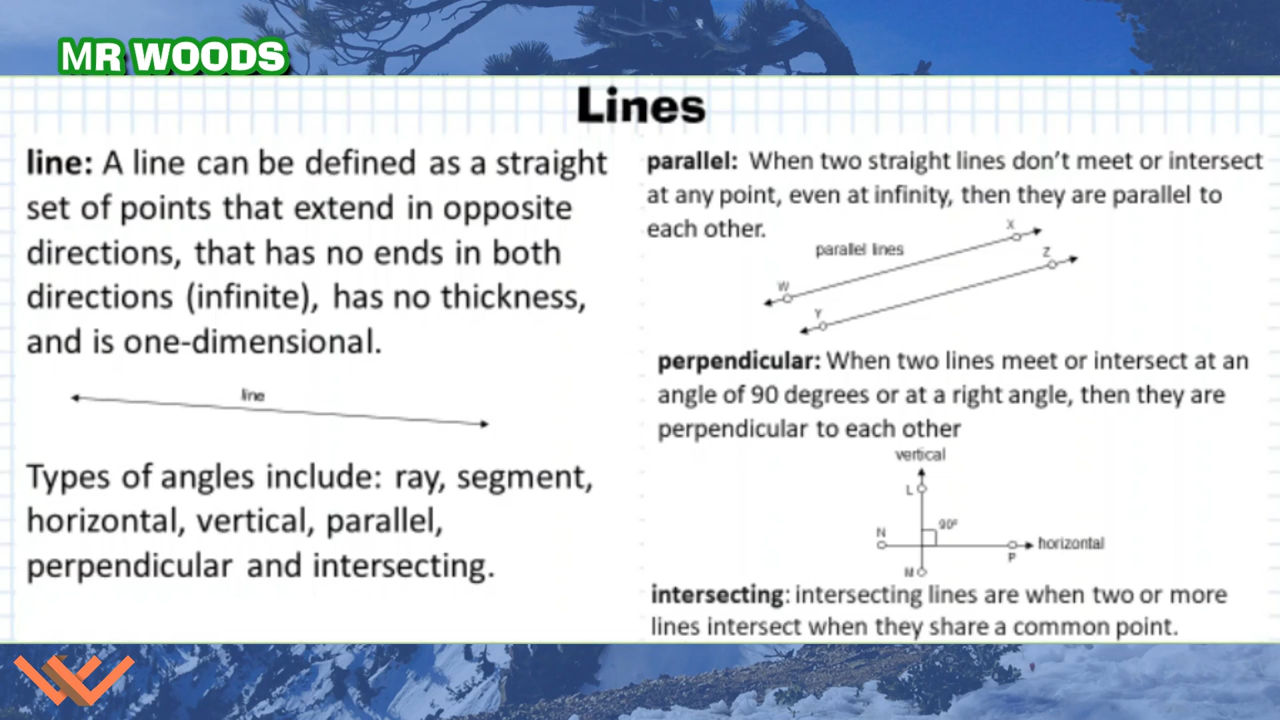 MR WOODS
Lines
line: A line can be defined as a straight
set of points that extend in opposite
directions, that has no ends in both
directions (infinite), has no thickness,
and is one-dimensional.
line
Types of angles include: ray, segment,
horizontal, vertical, parallel,
perpendicular and intersecting.
parallel: When two straight lines don't meet or intersect
at any point, even at infinity, then they are parallel to
each other.
parallel lines
X
Z
W
Y
perpendicular: When two lines meet or intersect at an
angle of 90 degrees or at a right angle, then they are
perpendicular to each other
vertical
L
90°
N
horizontal
P
M
intersecting: intersecting lines are when two or more
lines intersect when they share a common point.